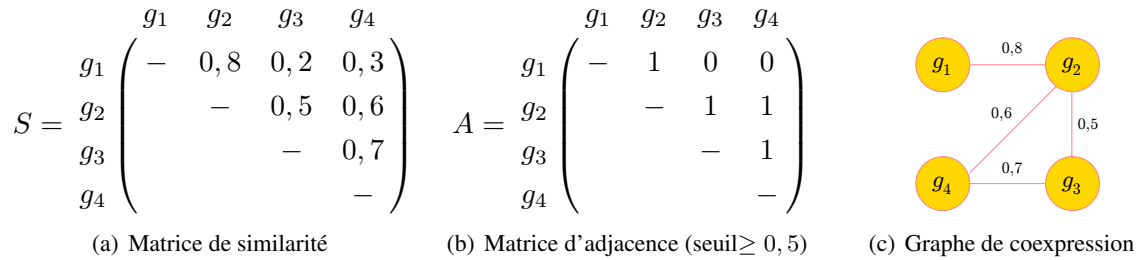 g1 g2 g3 g4
S = g1 − 0,8 0,2 0,3
g2 − 0,5 0,6
g3 − 0,7
g4 −
(a) Matrice de similarité
g1 g2 g3 g4
A = g1 − 1 0 0
g2 − 1 1
g3 − 1
g4 −
(b) Matrice d'adjacence (seuil≥ 0, 5)
g1 0,8 g2
0,6 0,5
g4 0,7 g3
(c) Graphe de coexpression